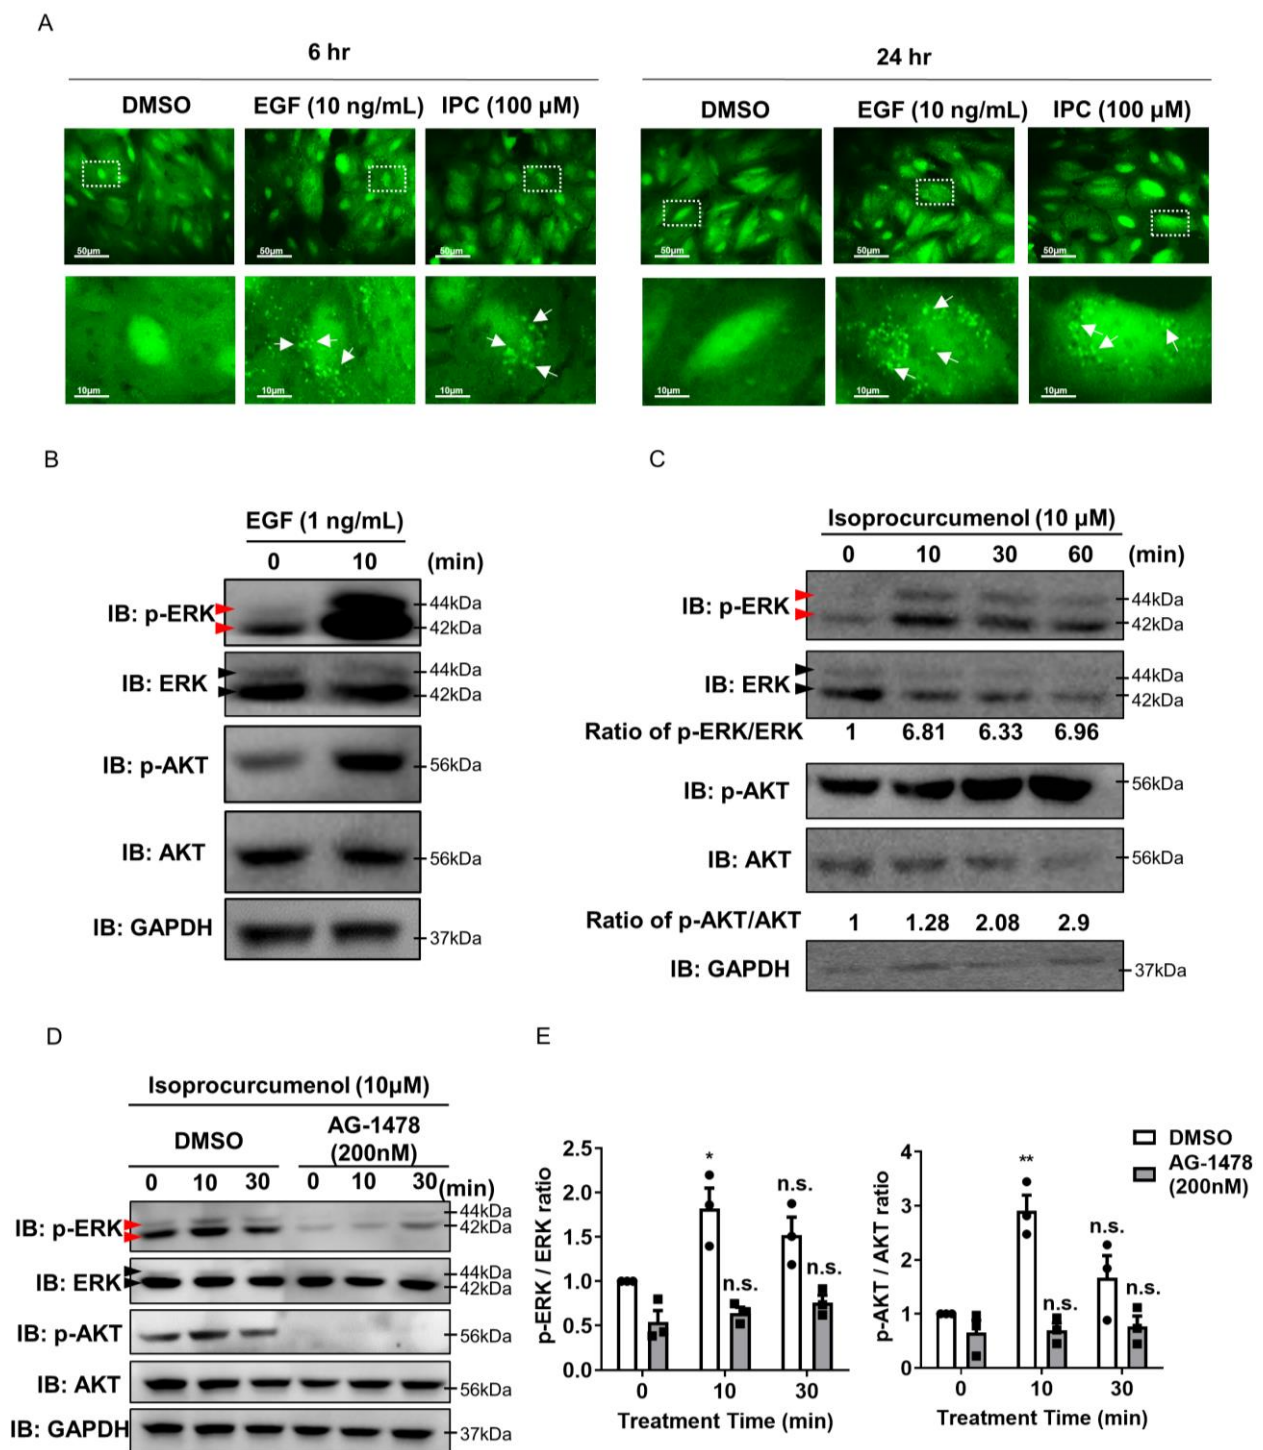 A
6 hr
24 hr
DMSO
EGF (10 ng/mL)
IPC (100 µM)
DMSO
EGF (10 ng/mL)
IPC (100 µM)
50µm
50µm
50µm
50µm
50µm
50µm
10µm
10µm
10µm
10µm
10µm
10µm
B
EGF (1 ng/mL)
0 10 (min)
IB: p-ERK
44kDa
42kDa
IB: ERK
44kDa
42kDa
IB: p-AKT
56kDa
IB: AKT
56kDa
IB: GAPDH
37kDa
C
Isoprocurcumenol (10 µM)
0 10 30 60 (min)
IB: p-ERK
44kDa
42kDa
IB: ERK
44kDa
42kDa
Ratio of p-ERK/ERK 1 6.81 6.33 6.96
IB: p-AKT
56kDa
IB: AKT
56kDa
Ratio of p-AKT/AKT 1 1.28 2.08 2.9
IB: GAPDH
37kDa
D
Isoprocurcumenol (10µM)
DMSO
AG-1478
(200nM)
0 10 30 0 10 30 (min)
IB: p-ERK
44kDa
42kDa
IB: ERK
44kDa
42kDa
IB: p-AKT
56kDa
IB: AKT
56kDa
IB: GAPDH
37kDa
E
p-ERK / ERK ratio
2.5
2.0
1.5
1.0
0.5
0.0
*
n.s.
n.s.
n.s.
0 10 30
Treatment Time (min)
p-AKT / AKT ratio
4
3
2
1
0
**
n.s.
n.s.
n.s.
0 10 30
Treatment Time (min)
DMSO
AG-1478
(200nM)